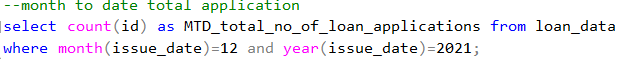 --month to date total application
select count(id) as MTD_total_no_of_loan_applications from loan_data
where month(issue_date)=12 and year(issue_date)=2021;